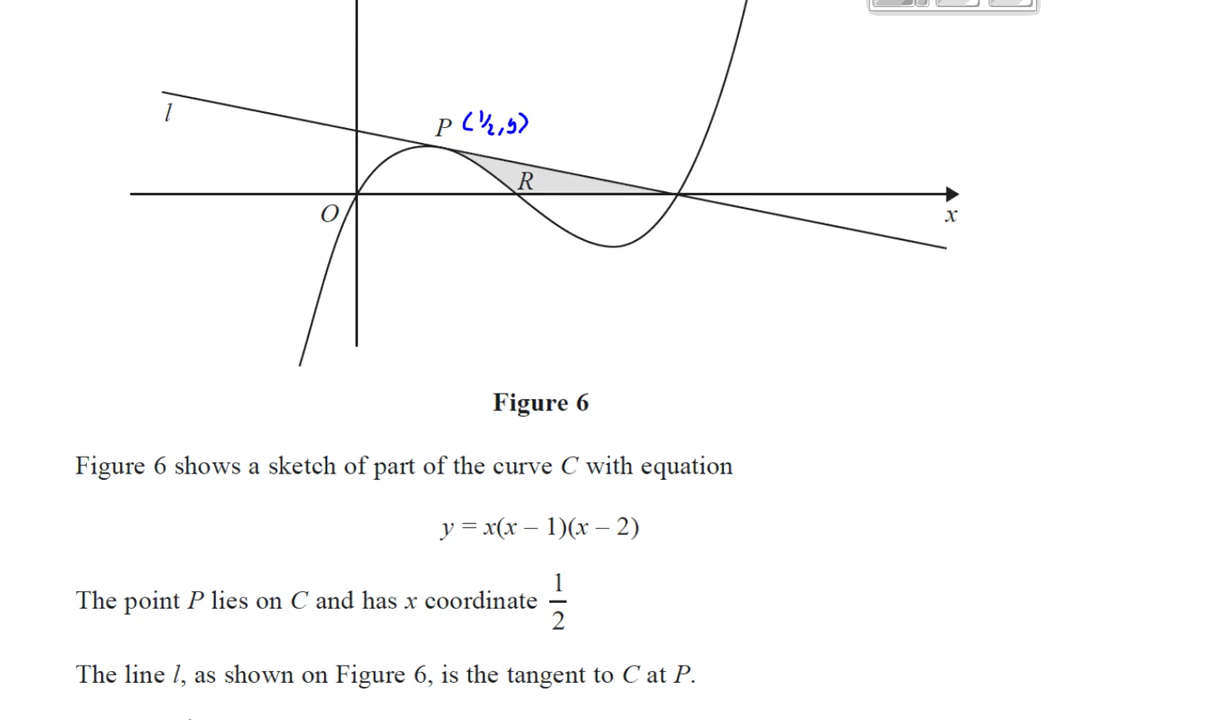 l
P (½, y)
R
O
x
Figure 6
Figure 6 shows a sketch of part of the curve C with equation
y = x(x – 1)(x – 2)
The point P lies on C and has x coordinate 1/2
The line l, as shown on Figure 6, is the tangent to C at P.